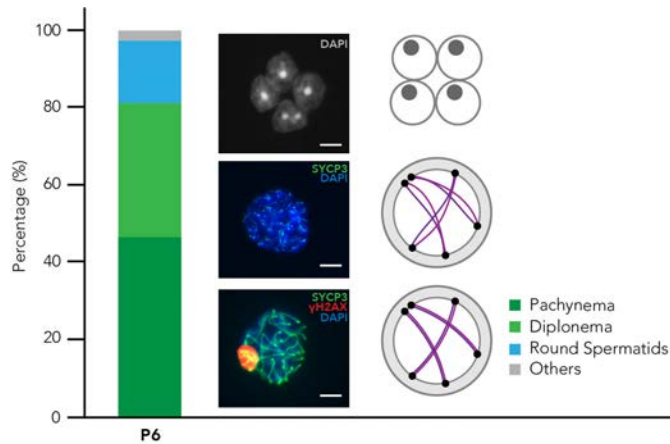 100
80
60
40
20
0
Percentage (%)
P6
DAPI
SYCP3
DAPI
SYCP3
γH2AX
DAPI
Pachynema
Diplonema
Round Spermatids
Others